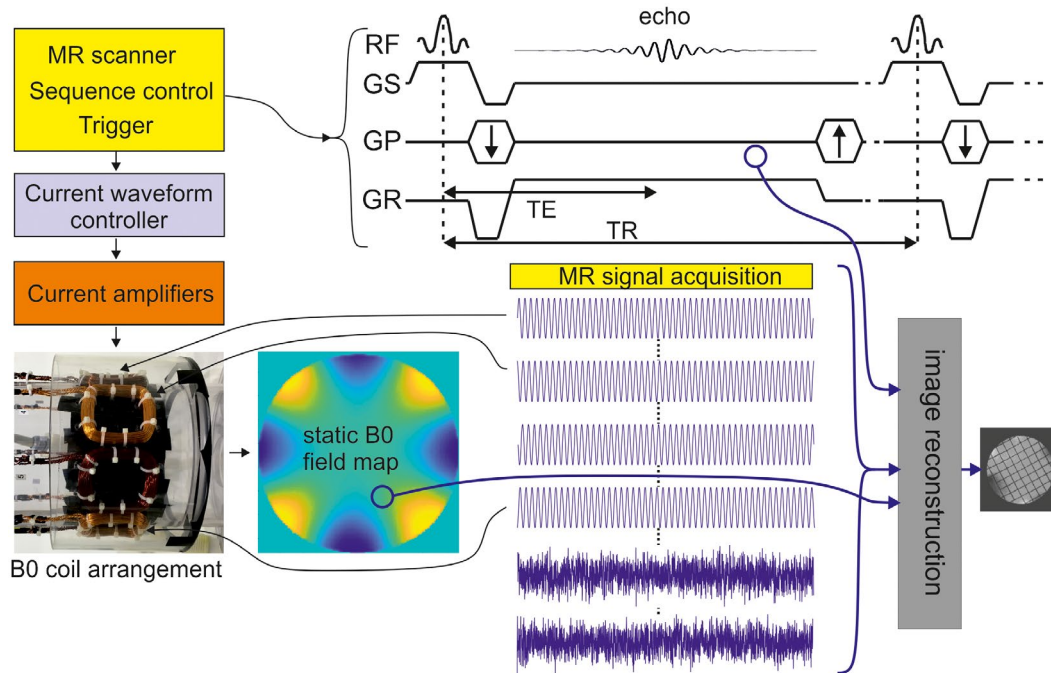 MR scanner
Sequence control
Trigger
Current waveform
controller
Current amplifiers
B0 coil arrangement
static B0
field map
echo
RF
GS
GP
GR
TE
TR
MR signal acquisition
image reconstruction